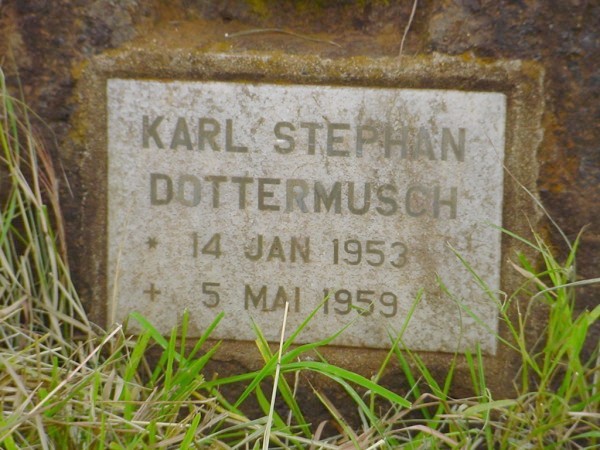 KARL STEPHAN
DOTTERMUSCH
* 14 JAN 1953
+ 5 MAI 1959